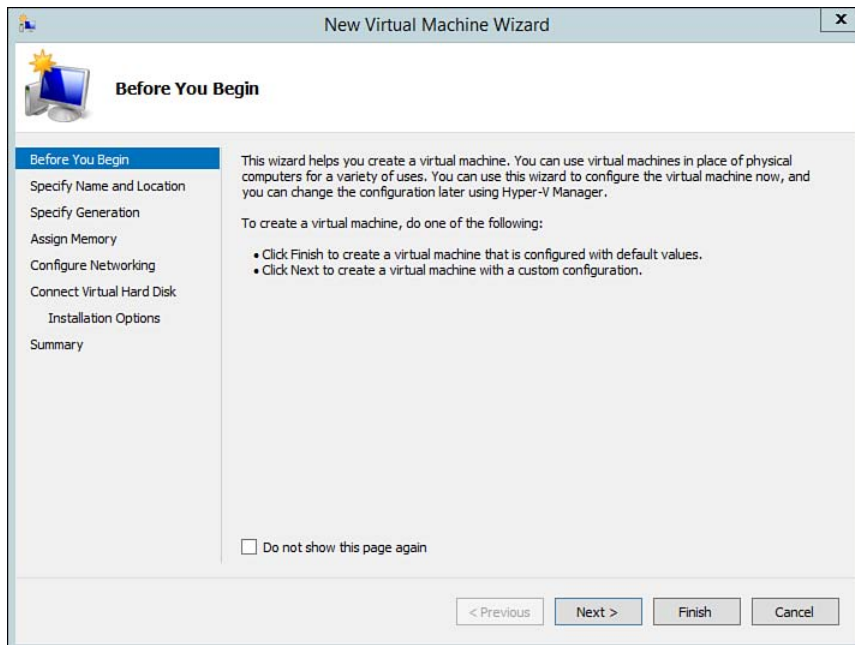 New Virtual Machine Wizard
x
Before You Begin
Before You Begin
Specify Name and Location
Specify Generation
Assign Memory
Configure Networking
Connect Virtual Hard Disk
Installation Options
Summary
This wizard helps you create a virtual machine. You can use virtual machines in place of physical
computers for a variety of uses. You can use this wizard to configure the virtual machine now, and
you can change the configuration later using Hyper-V Manager.
To create a virtual machine, do one of the following:
• Click Finish to create a virtual machine that is configured with default values.
• Click Next to create a virtual machine with a custom configuration.
Do not show this page again
< Previous
Next >
Finish
Cancel